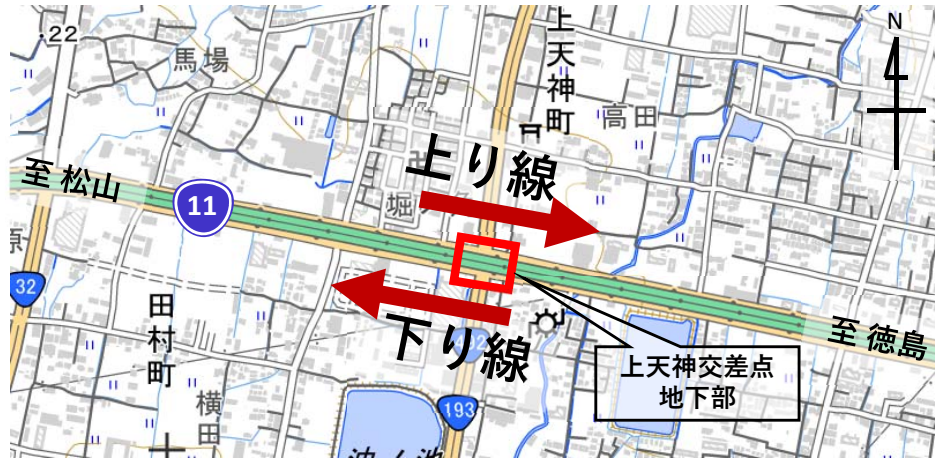 .22
馬場
上天神町
高田
N
至 松山
11
堀
上り線
原
32
田村町
横田
下り線
193
至 徳島
上天神交差点
地下部